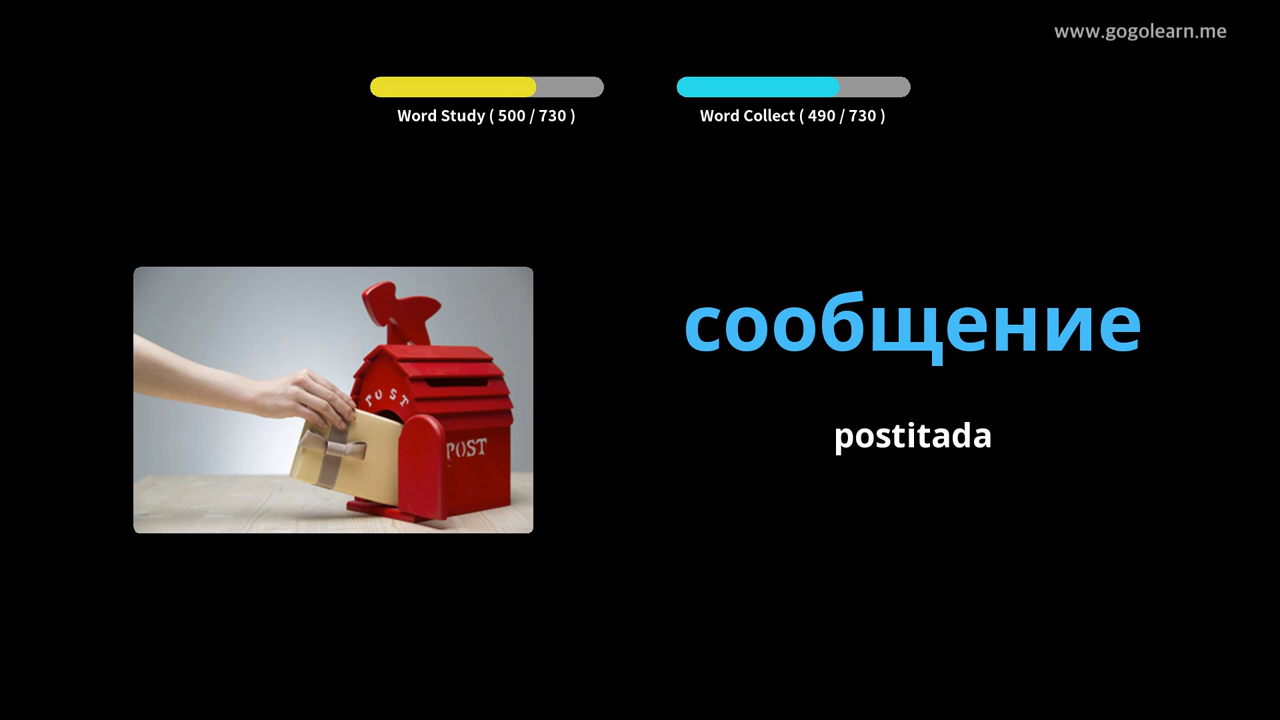 www.gogolearn.me
Word Study ( 500 / 730 )
Word Collect ( 490 / 730 )
POST
POST
сообщение
postitada